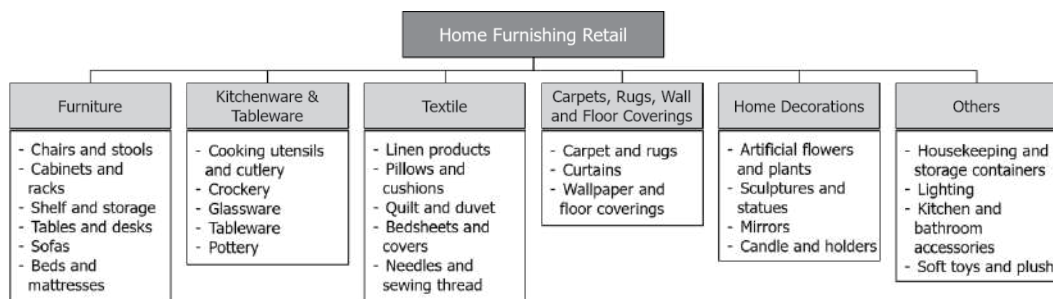 Home Furnishing Retail
Furniture
- Chairs and stools
- Cabinets and
racks
- Shelf and storage
- Tables and desks
- Sofas
- Beds and
mattresses
Kitchenware &
Tableware
- Cooking utensils
and cutlery
- Crockery
- Glassware
- Tableware
- Pottery
Textile
- Linen products
- Pillows and
cushions
- Quilt and duvet
- Bedsheets and
covers
- Needles and
sewing thread
Carpets, Rugs, Wall
and Floor Coverings
- Carpet and rugs
- Curtains
- Wallpaper and
floor coverings
Home Decorations
- Artificial flowers
and plants
- Sculptures and
statues
- Mirrors
- Candle and holders
Others
- Housekeeping and
storage containers
- Lighting
- Kitchen and
bathroom
accessories
- Soft toys and plush